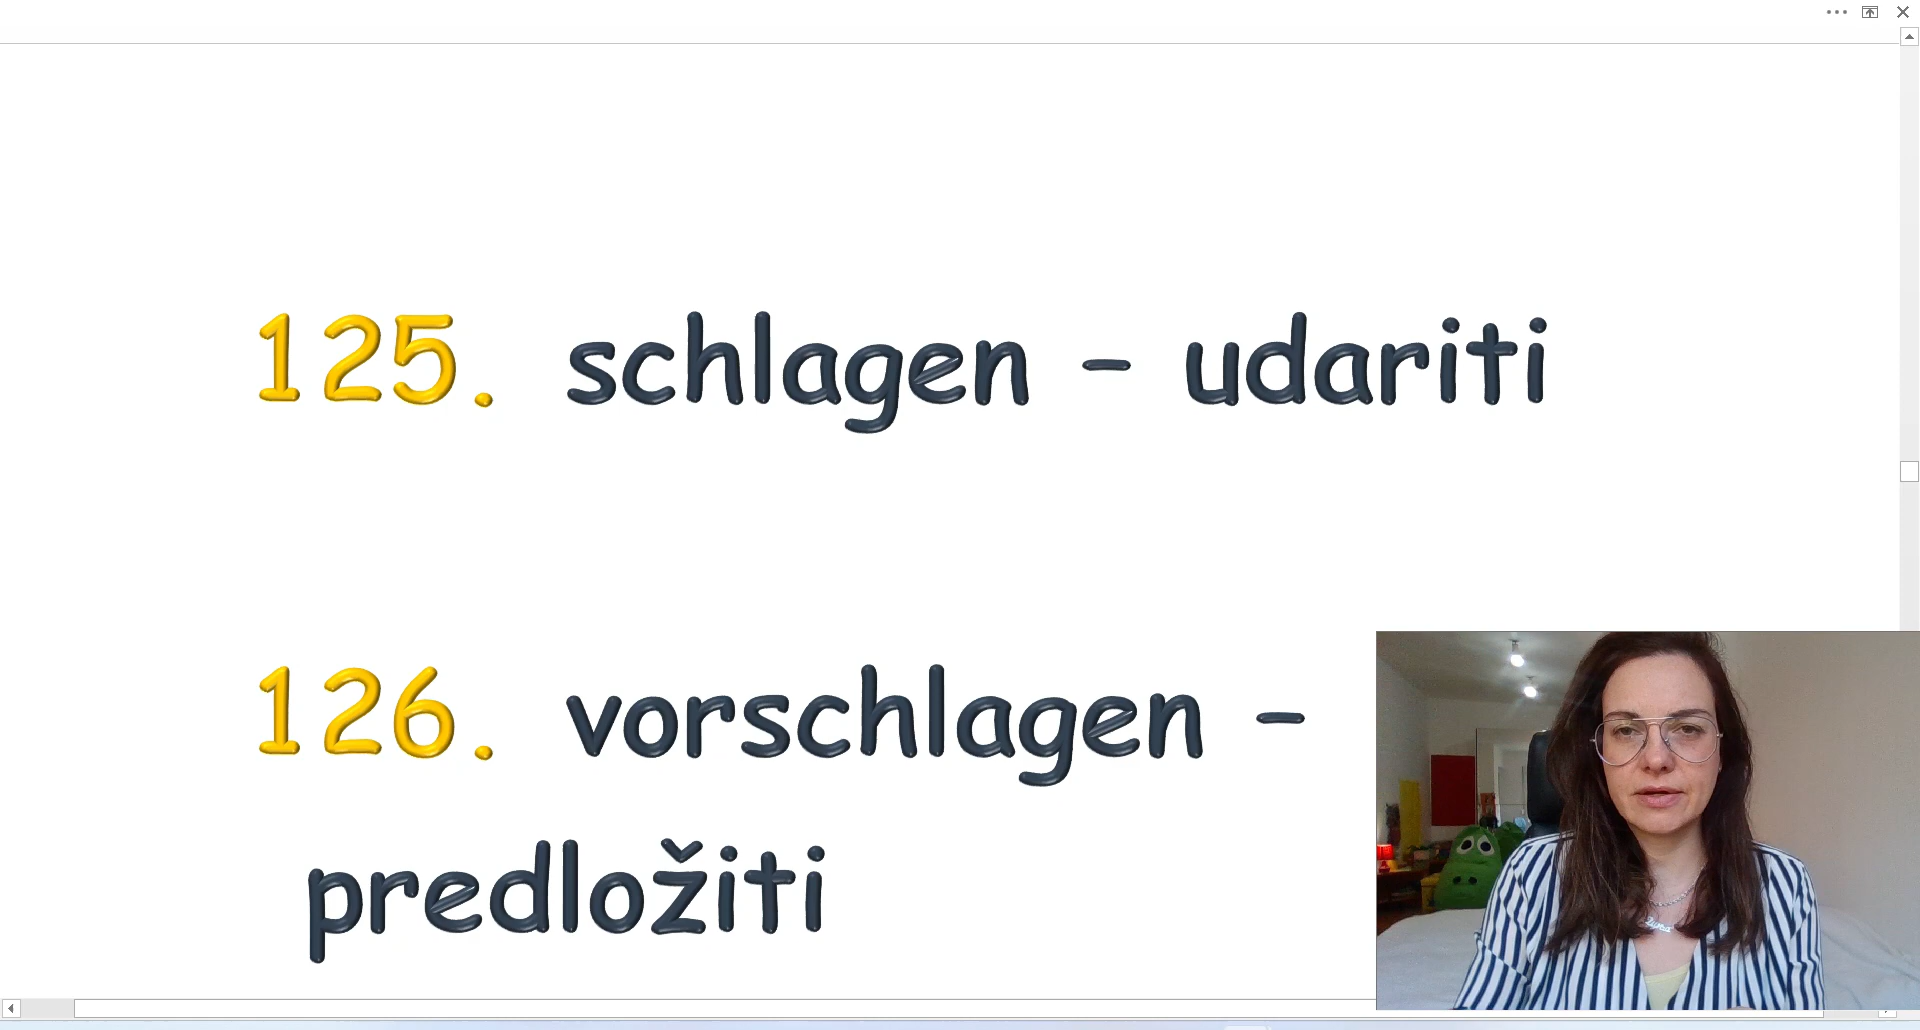 125. schlagen – udariti
126. vorschlagen –
predložiti